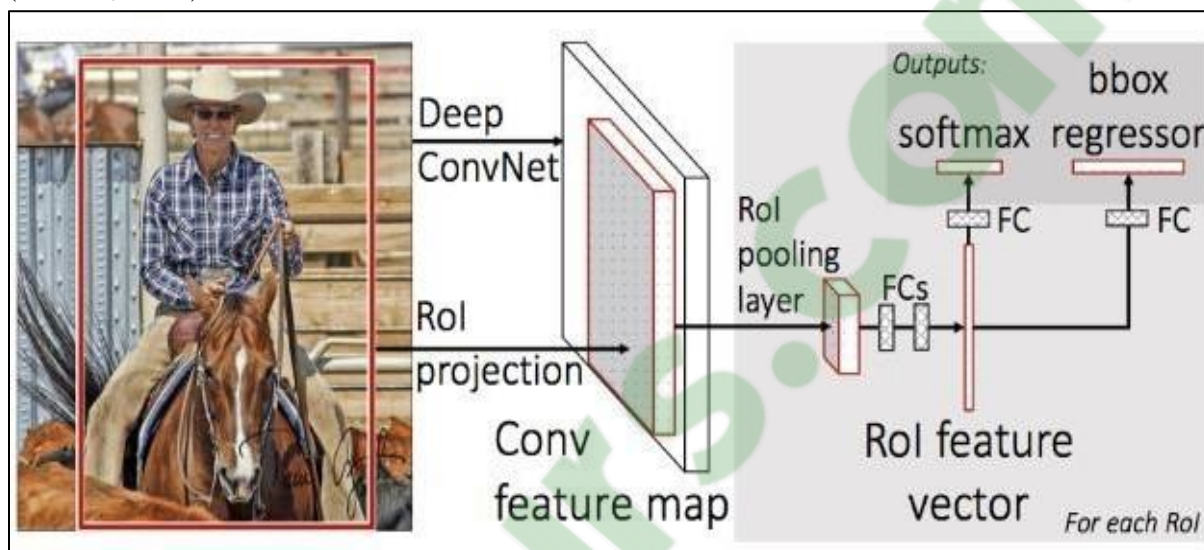 Deep
ConvNet
RoI
projection
Conv
feature map
RoI
pooling
layer
FCs
Outputs:
softmax
bbox
regressor
FC
FC
RoI feature
vector
For each RoI